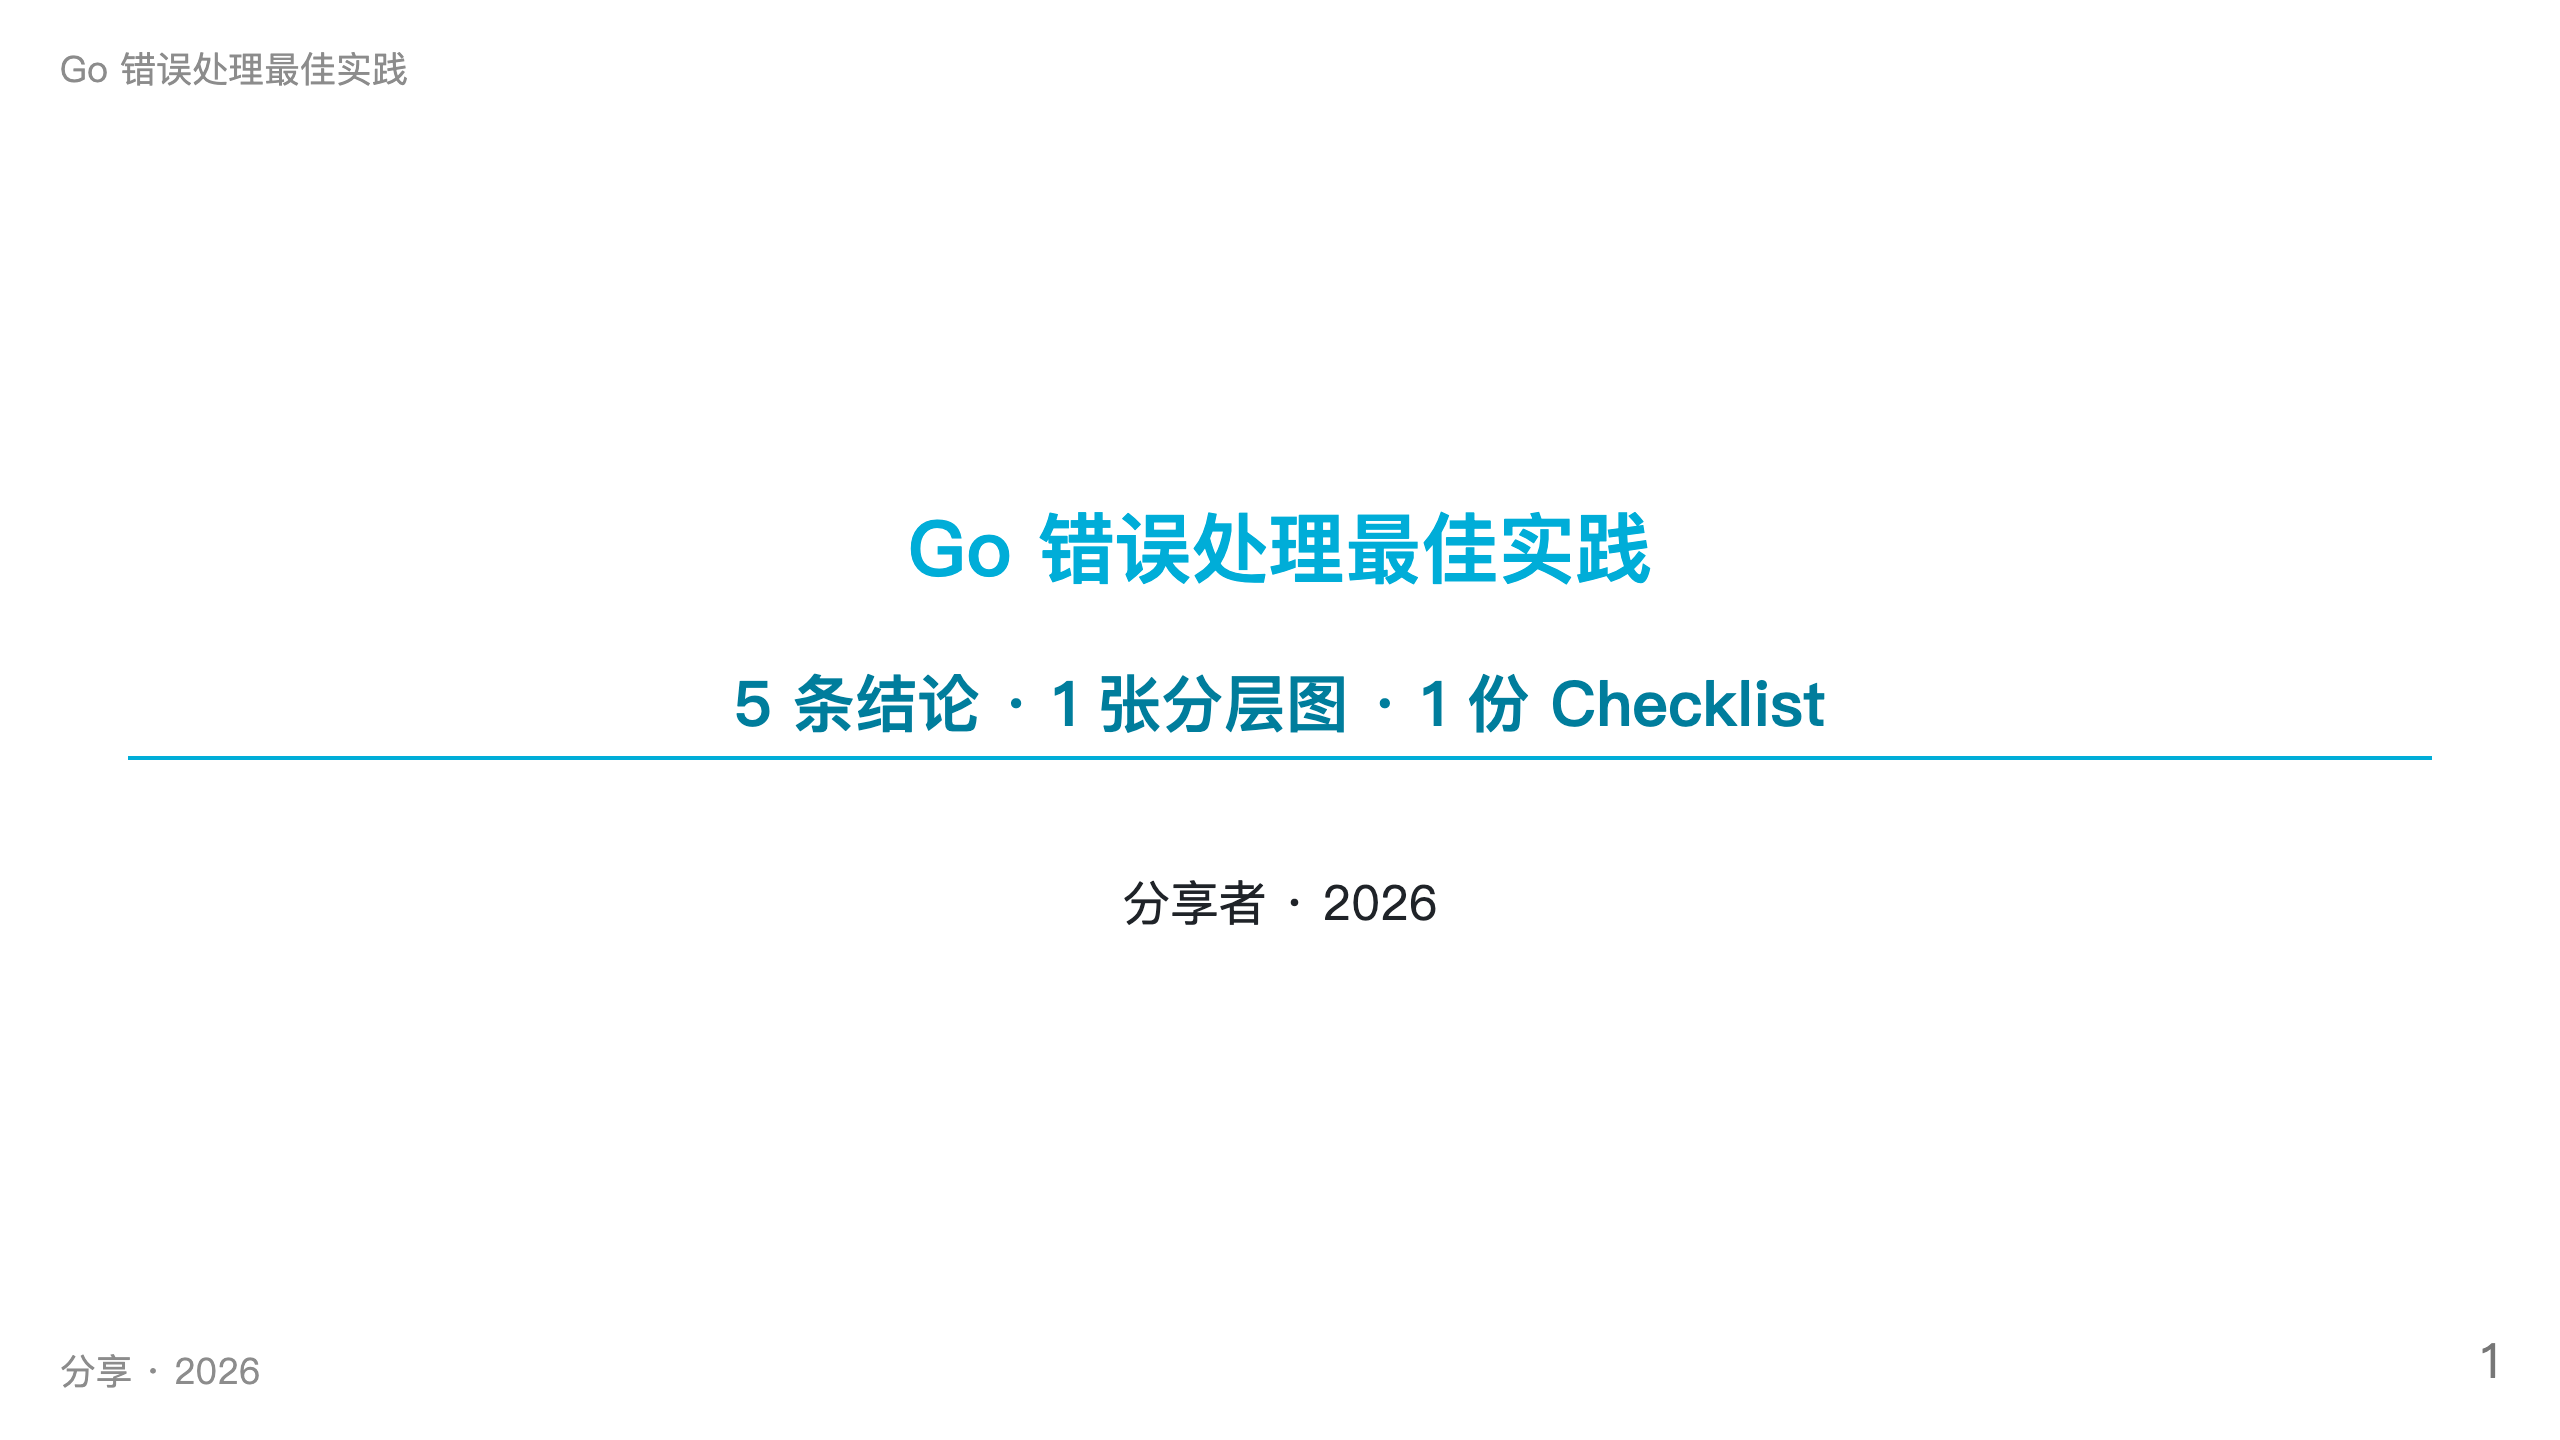 Go 错误处理最佳实践
Go 错误处理最佳实践
5 条结论 · 1 张分层图 · 1 份 Checklist
分享者 · 2026
分享 · 2026
1